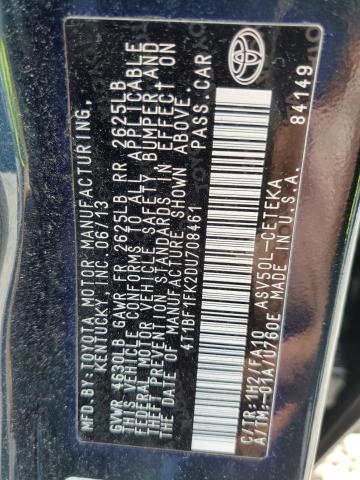 MFD.BY:TOYOTA MOTOR MANUFACTURING,
KENTUCKY, INC. 06/13
GVWR 4630LB GAWR FR 2625LB RR 2625LB
THIS VEHICLE CONFORMS TO ALL APPLICABLE
FEDERAL MOTOR VEHICLE SAFETY, BUMPER AND
THEFT PREVENTION STANDARDS IN EFFECT ON
THE DATE OF MANUFACTURE SHOWN ABOVE.
4T1BF1FK2DU708461 PASS. CAR
C/TR:1H2/FA10 ASV50L-CETEKA
A/TM:-01A/U760E MADE IN U.S.A.
84149